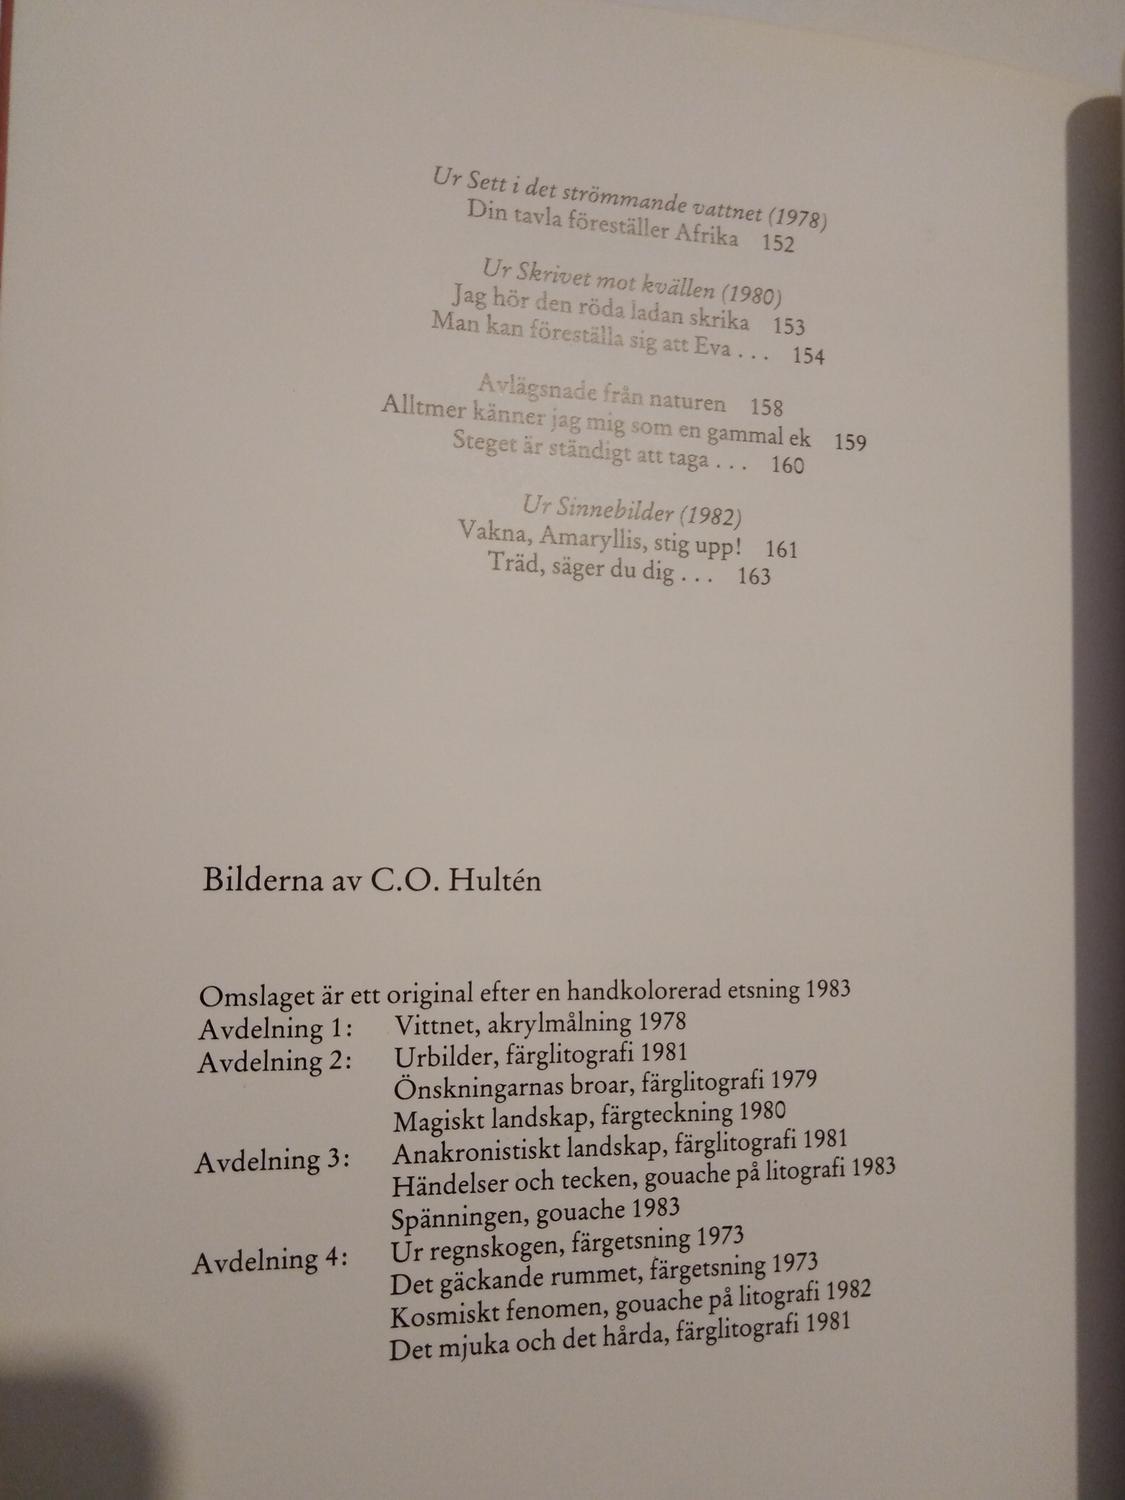 Ur Sett i det strömmande vattnet (1978)
Din tavla föreställer Afrika 152
Ur Skrivet mot kvällen (1980)
Jag hör den röda ladan skrika 153
Man kan föreställa sig att Eva . . . 154
Avlägsnade från naturen 158
Alltmer känner jag mig som en gammal ek 159
Steget är ständigt att taga . . . 160
Ur Sinnebilder (1982)
Vakna, Amaryllis, stig upp! 161
Träd, säger du dig . . . 163
Bilderna av C.O. Hultén
Omslaget är ett original efter en handkolorerad etsning 1983
Avdelning 1: Vittnet, akrylmålning 1978
Avdelning 2: Urbilder, färglitografi 1981
Önskningarnas broar, färglitografi 1979
Magiskt landskap, färgteckning 1980
Avdelning 3: Anakronistiskt landskap, färglitografi 1981
Händelser och tecken, gouache på litografi 1983
Spänningen, gouache 1983
Avdelning 4: Ur regnskogen, färgetsning 1973
Det gäckande rummet, färgetsning 1973
Kosmiskt fenomen, gouache på litografi 1982
Det mjuka och det hårda, färglitografi 1981